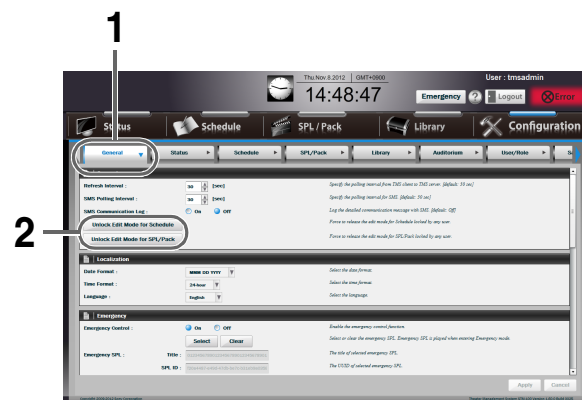 1
Thu.Nov.8.2012 GMT+0900
User : tmsadmin
14:48:47
Emergency ? Logout Error
Status Schedule SPL / Pack Library Configuration
General Status Schedule SPL/Pack Library Auditorium User/Role
Refresh Interval : 30 [sec] Specify the polling interval from TMS client to TMS server. [default: 30 sec]
SMS Polling Interval : 30 [sec] Specify the polling interval for SMS. [default: 30 sec]
SMS Communication Log : On Off Log the detailed communication message with SMS. [default: Off]
2
Unlock Edit Mode for Schedule Force to release the edit mode for Schedule locked by any user.
Unlock Edit Mode for SPL/Pack Force to release the edit mode for SPL/Pack locked by any user.
Localization
Date Format : MMM DD YYYY Select the date format.
Time Format : 24-hour Select the time format.
Language : English Select the language.
Emergency
Emergency Control : On Off Enable the emergency control function.
Select Clear Select or clear the emergency SPL. Emergency SPL is played when entering Emergency mode.
Emergency SPL : Title : The title of selected emergency SPL.
SPL ID : The UUID of selected emergency SPL.
Apply Cancel